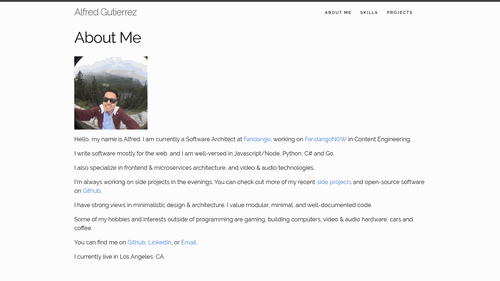 Alfred Gutierrez
ABOUT ME SKILLS PROJECTS
About Me
Hello, my name is Alfred. I am currently a Software Architect at Fandango, working on FandangoNOW in Content Engineering.
I write software mostly for the web, and I am well-versed in Javascript/Node, Python, C# and Go.
I also specialize in frontend & microservices architecture, and video & audio technologies.
I'm always working on side projects in the evenings. You can check out more of my recent side projects and open-source software
on Github.
I have strong views in minimalistic design & architecture. I value modular, minimal, and well-documented code.
Some of my hobbies and interests outside of programming are gaming, building computers, video & audio hardware, cars and
coffee.
You can find me on Github, LinkedIn, or Email.
I currently live in Los Angeles, CA.